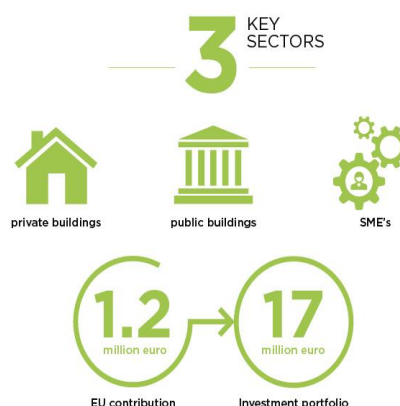 3 KEY
SECTORS
private buildings
public buildings
SME's
1.2
million euro
17
million euro
EU contribution
Investment portfolio